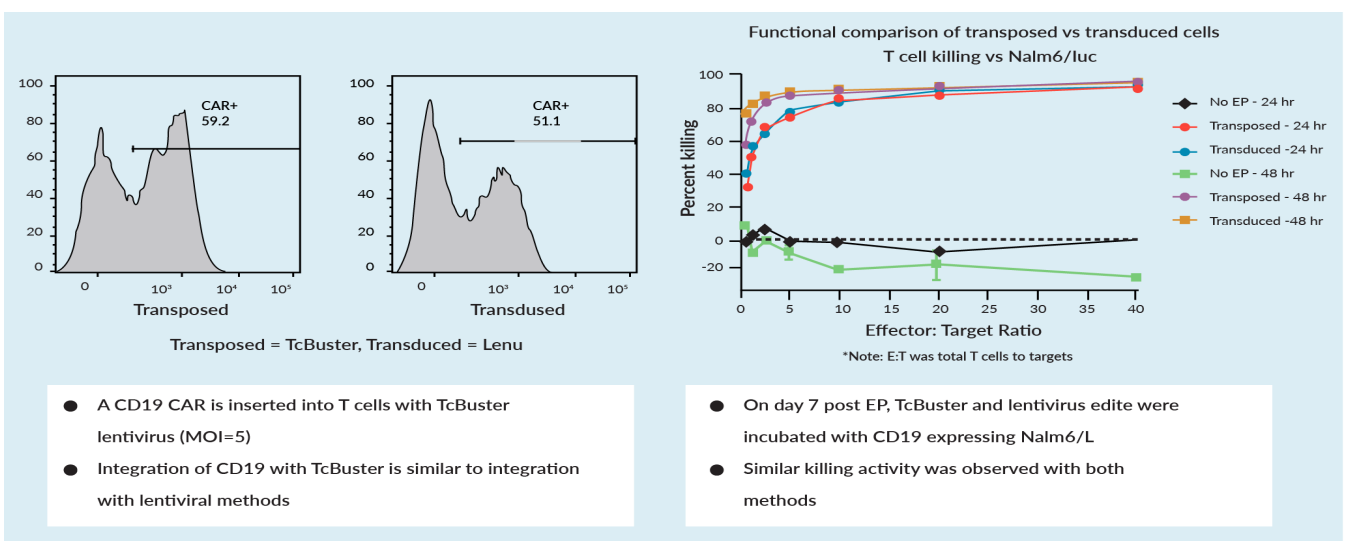 100
80
60
40
20
0
CAR+
59.2
0 10³ 10⁴ 10⁵
Transposed
100
80
60
40
20
0
CAR+
51.1
0 10³ 10⁴ 10⁵
Transdused
Transposed = TcBuster, Transduced = Lenu
Functional comparison of transposed vs transduced cells
T cell killing vs Nalm6/luc
Percent killing
100
80
60
40
20
0
-20
0 5 10 15 20 25 30 35 40
Effector: Target Ratio
*Note: E:T was total T cells to targets
No EP - 24 hr
Transposed - 24 hr
Transduced -24 hr
No EP - 48 hr
Transposed - 48 hr
Transduced -48 hr
A CD19 CAR is inserted into T cells with TcBuster
lentivirus (MOI=5)
Integration of CD19 with TcBuster is similar to integration
with lentiviral methods
On day 7 post EP, TcBuster and lentivirus edite were
incubated with CD19 expressing Nalm6/L
Similar killing activity was observed with both
methods